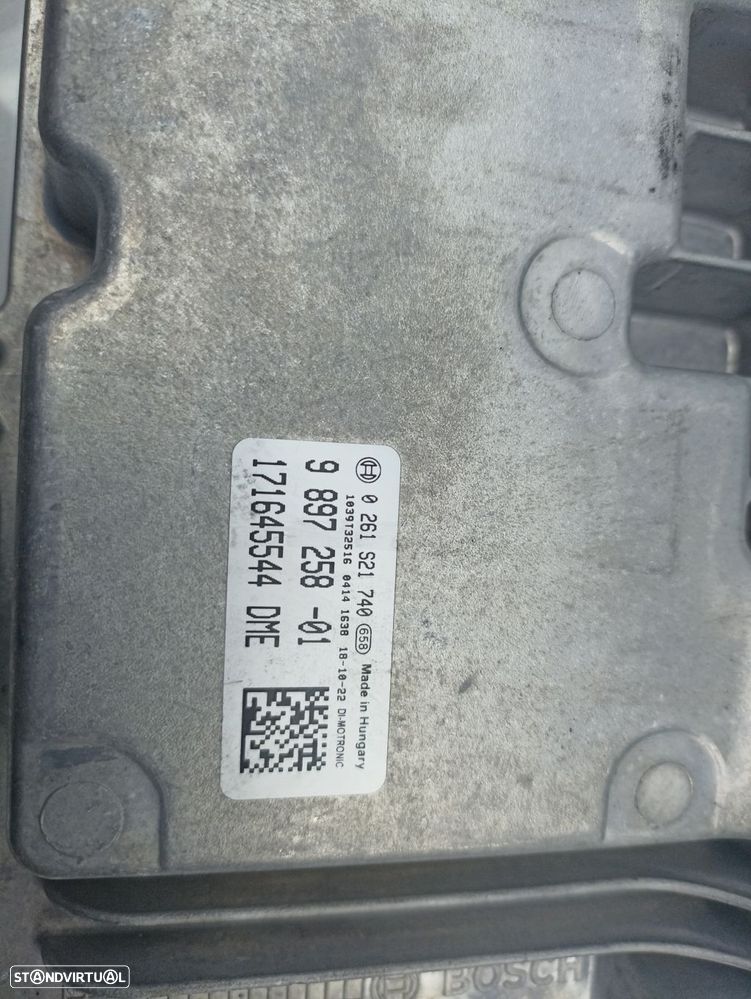 0 261 S21 740 658 Made in Hungary
1039T32516 0414 1638 18-10-22 DI-MOTRONIC
9 897 258 -01
171645544 DME
BOSCH
STANDVIRTUAL